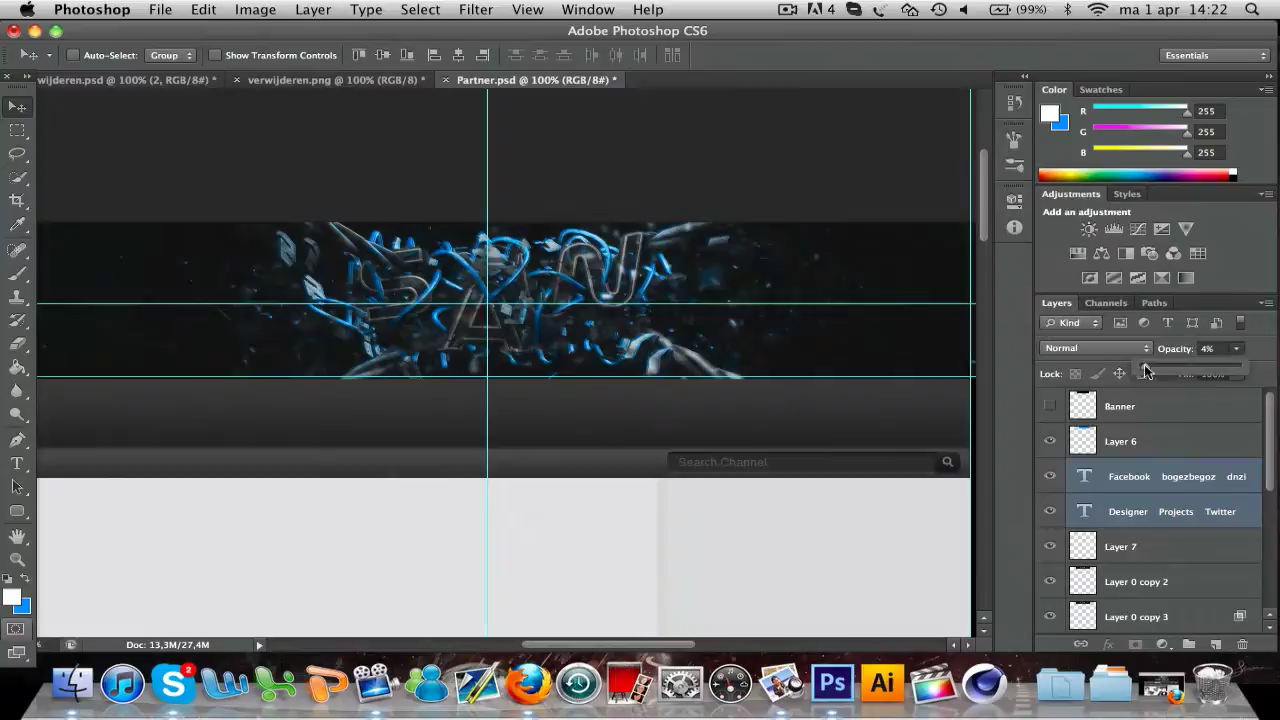 Photoshop File Edit Image Layer Type Select Filter View Window Help 4 (99%) ma 1 apr 14:22
Adobe Photoshop CS6
Auto-Select: Group Show Transform Controls Essentials
wijderen.psd @ 100% (2, RGB/8#) * × verwijderen.png @ 100% (RGB/8) * × Partner.psd @ 100% (RGB/8#) *
Color Swatches
R 255
G 255
B 255
Adjustments Styles
Add an adjustment
SAN
Layers Channels Paths
Kind
Normal Opacity: 4%
Lock:
Banner
Layer 6
Search Channel
Facebook bogezbegoz dnzi
Designer Projects Twitter
Layer 7
Layer 0 copy 2
Layer 0 copy 3
Doc: 13,3M/27,4M
S 2 Ps Ai